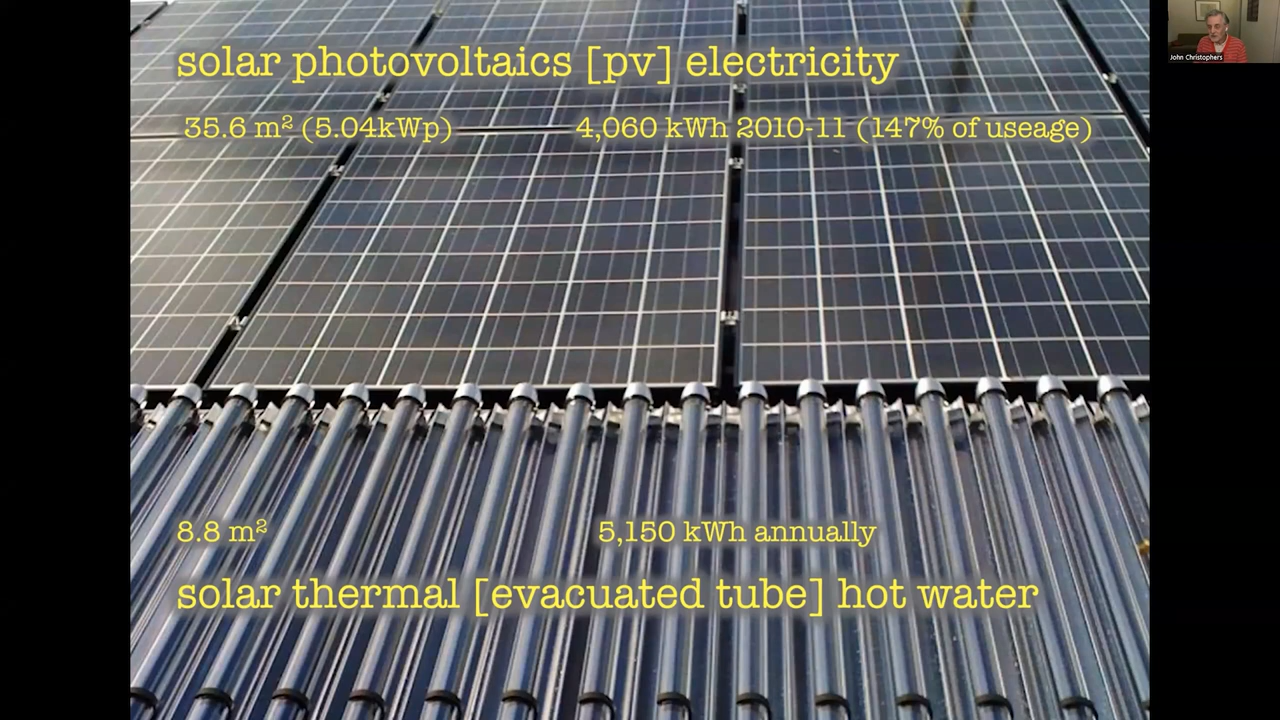 solar photovoltaics [pv] electricity
35.6 m² (5.04kWp) 4,060 kWh 2010-11 (147% of useage)
8.8 m² 5,150 kWh annually
solar thermal [evacuated tube] hot water
John Christophers